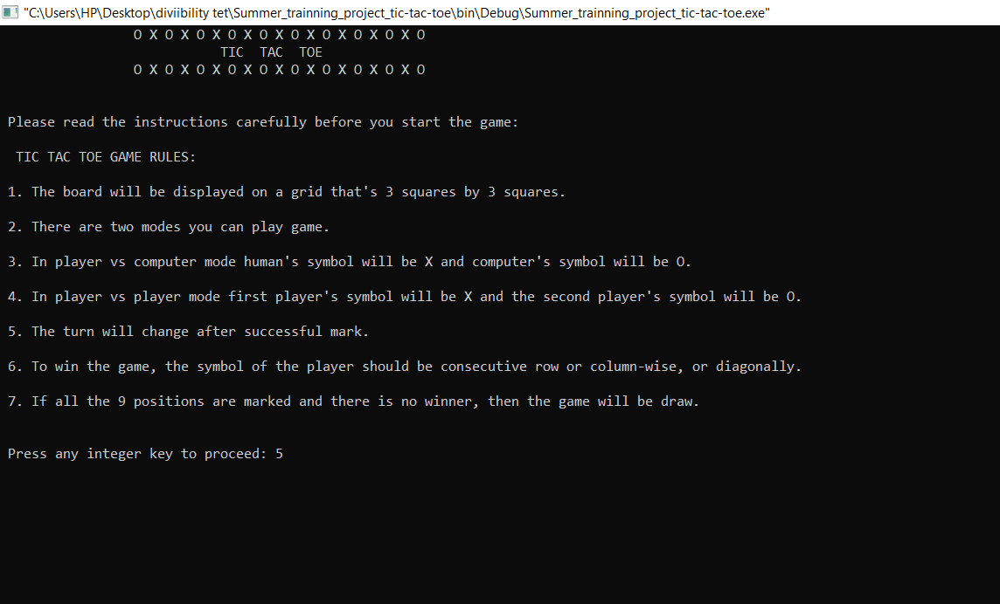 "C:\Users\HP\Desktop\diviibility tet\Summer_trainning_project_tic-tac-toe\bin\Debug\Summer_trainning_project_tic-tac-toe.exe"
O X O X O X O X O X O X O X O X O X O
TIC TAC TOE
O X O X O X O X O X O X O X O X O X O
Please read the instructions carefully before you start the game:
TIC TAC TOE GAME RULES:
1. The board will be displayed on a grid that's 3 squares by 3 squares.
2. There are two modes you can play game.
3. In player vs computer mode human's symbol will be X and computer's symbol will be O.
4. In player vs player mode first player's symbol will be X and the second player's symbol will be O.
5. The turn will change after successful mark.
6. To win the game, the symbol of the player should be consecutive row or column-wise, or diagonally.
7. If all the 9 positions are marked and there is no winner, then the game will be draw.
Press any integer key to proceed: 5